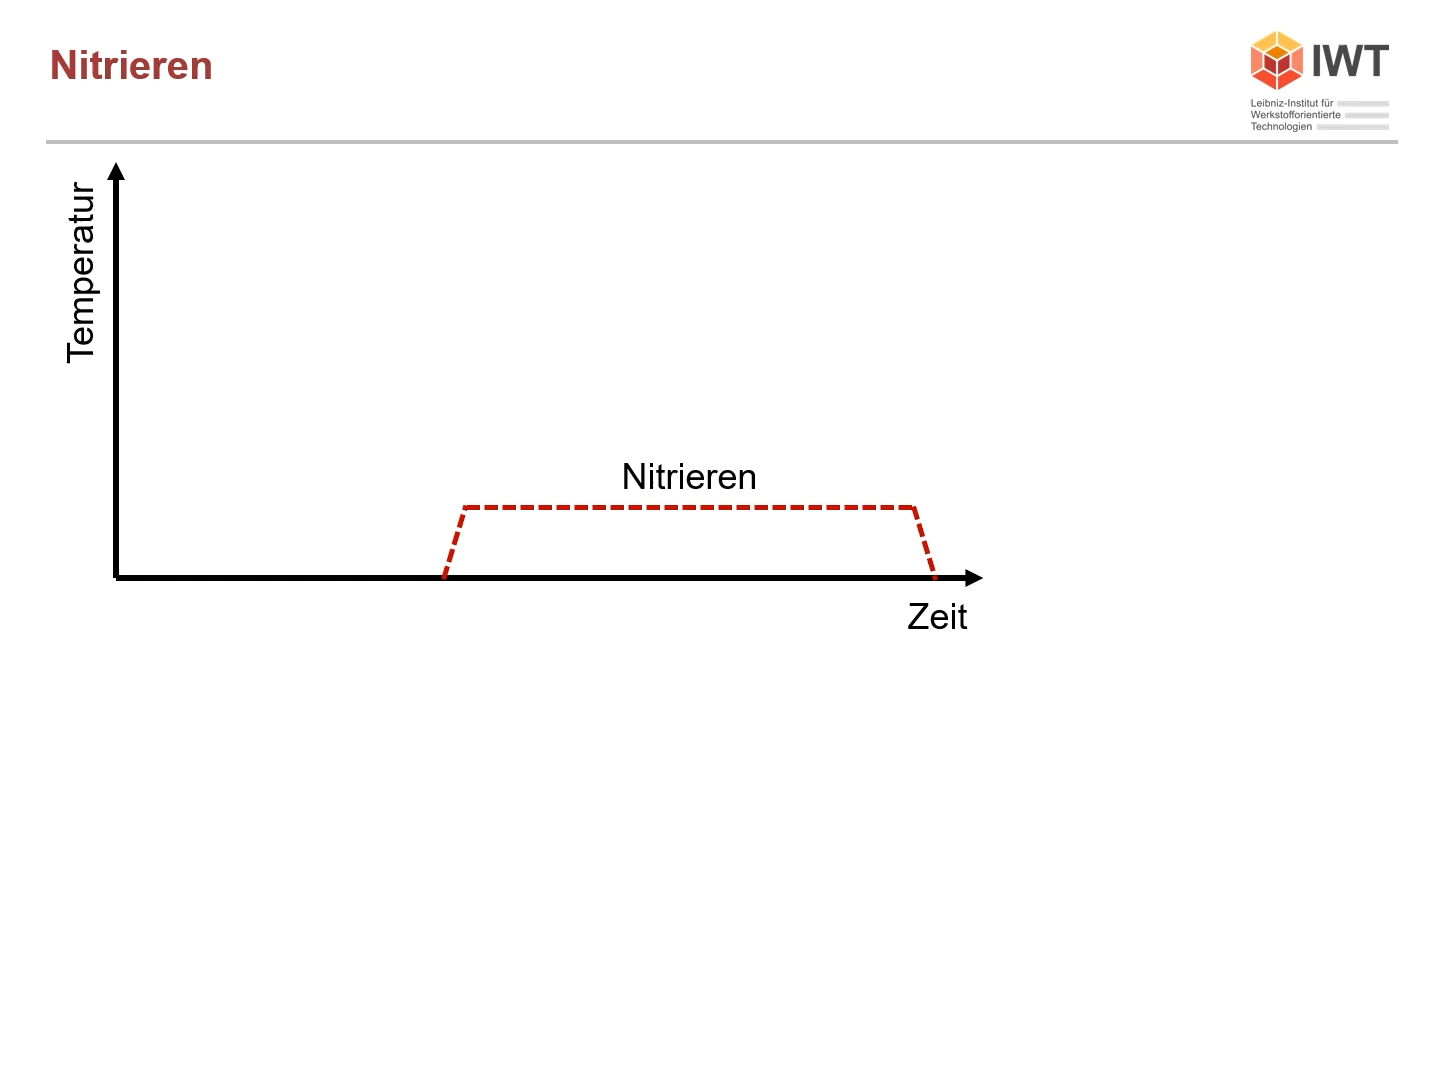 Nitrieren
IWT
Leibniz-Institut für
Werkstofforientierte
Technologien
Temperatur
Nitrieren
Zeit